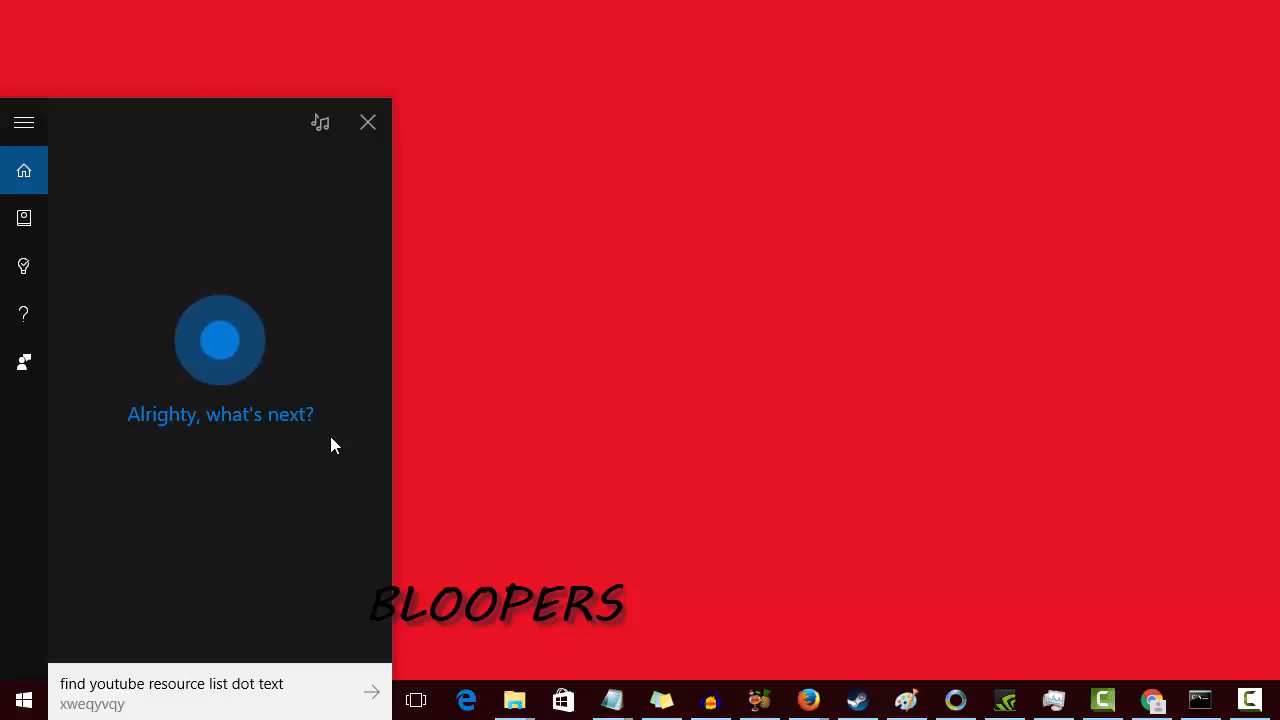 Alrighty, what's next?
BLOOPERS
find youtube resource list dot text
xweqyvqy